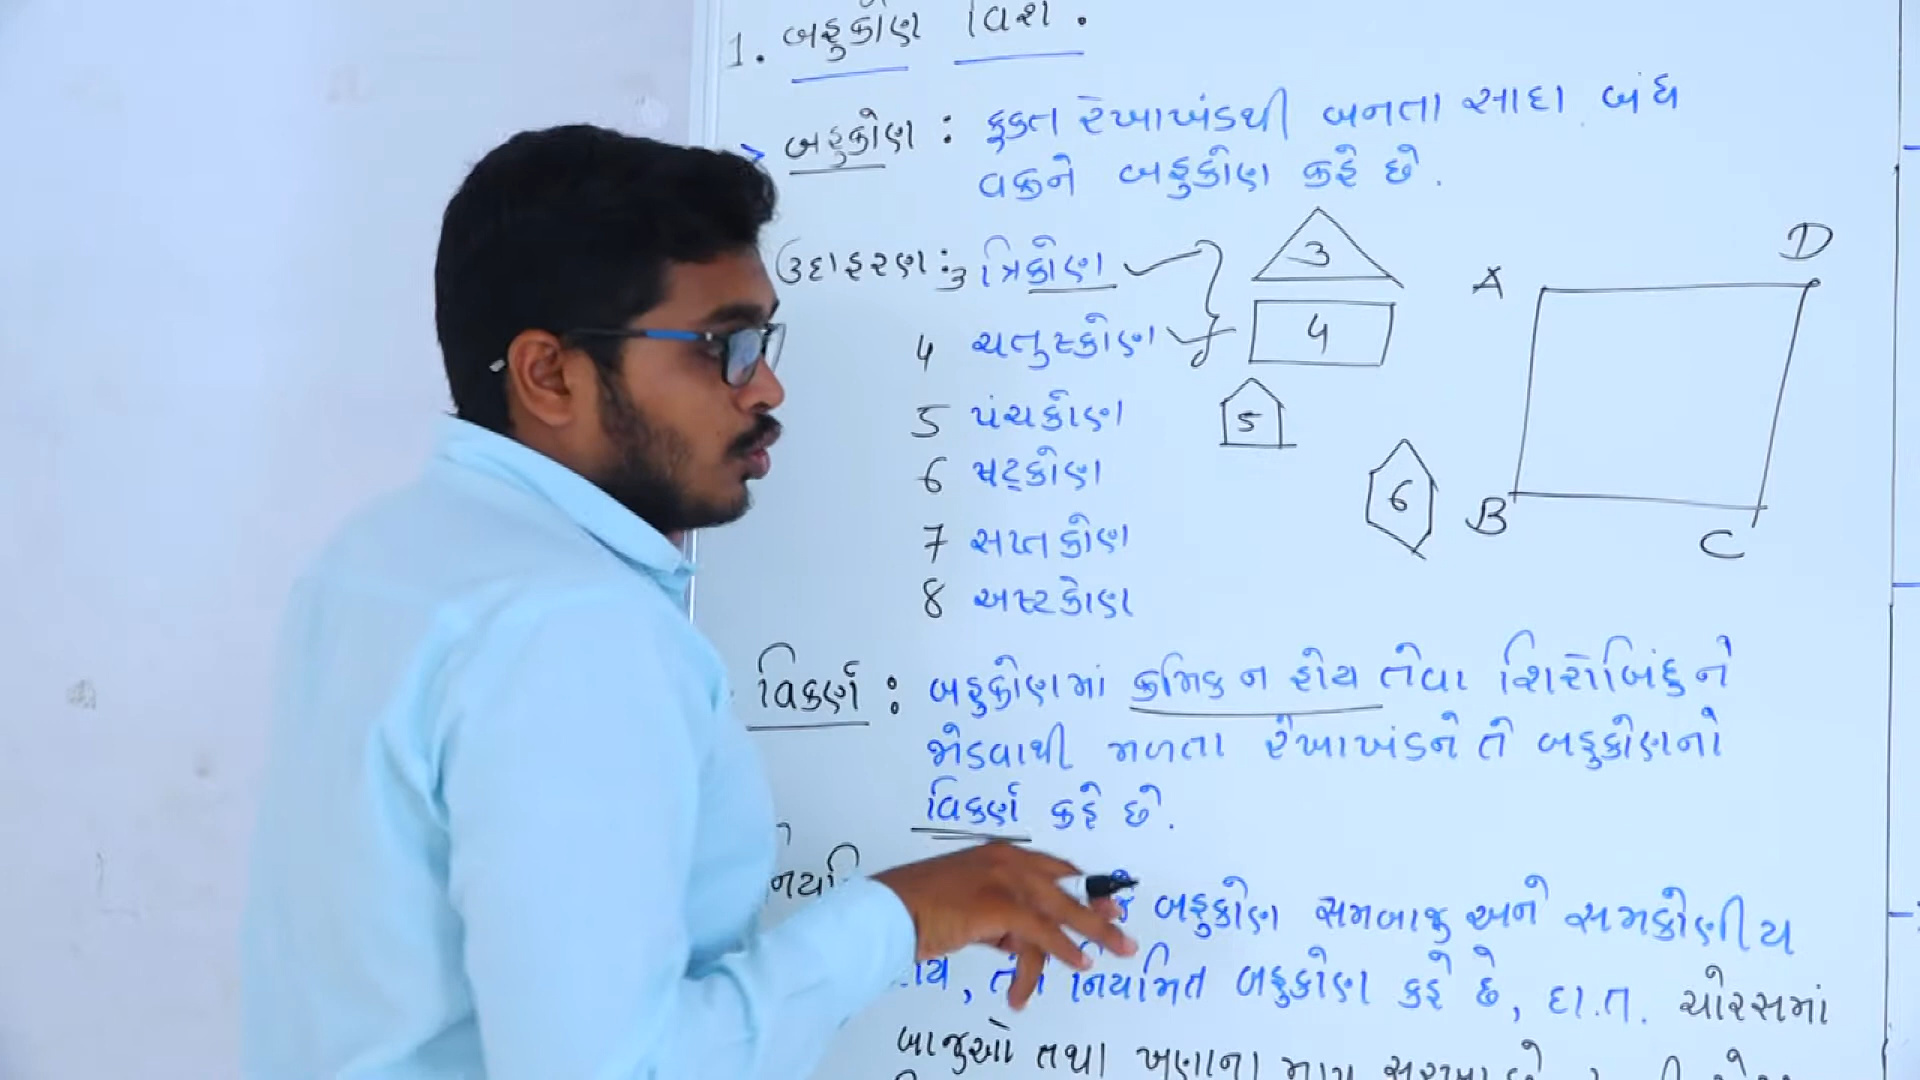 1. બહુકોણ વિશે.
> બહુકોણ : ફક્ત રેખાખંડથી બનતા સાદા બંધ
વક્રને બહુકોણ કહે છે.
ઉદાહરણ : 3 ત્રિકોણ
4 ચતુષ્કોણ
5 પંચકોણ
6 ષટ્કોણ
7 સપ્તકોણ
8 અષ્ટકોણ
3
4
5
6
A
D
B
C
વિકર્ણ : બહુકોણમાં ક્રમિક ન હોય તેવા શિરોબિંદુને
જોડવાથી મળતા રેખાખંડને તે બહુકોણનો
વિકર્ણ કહે છે.
બહુકોણ સમબાજુ અને સમકોણીય
નિયમિત બહુકોણ કહે છે, દા.ત. ચોરસમાં
બાજુઓ તથા ખૂણાના માપ